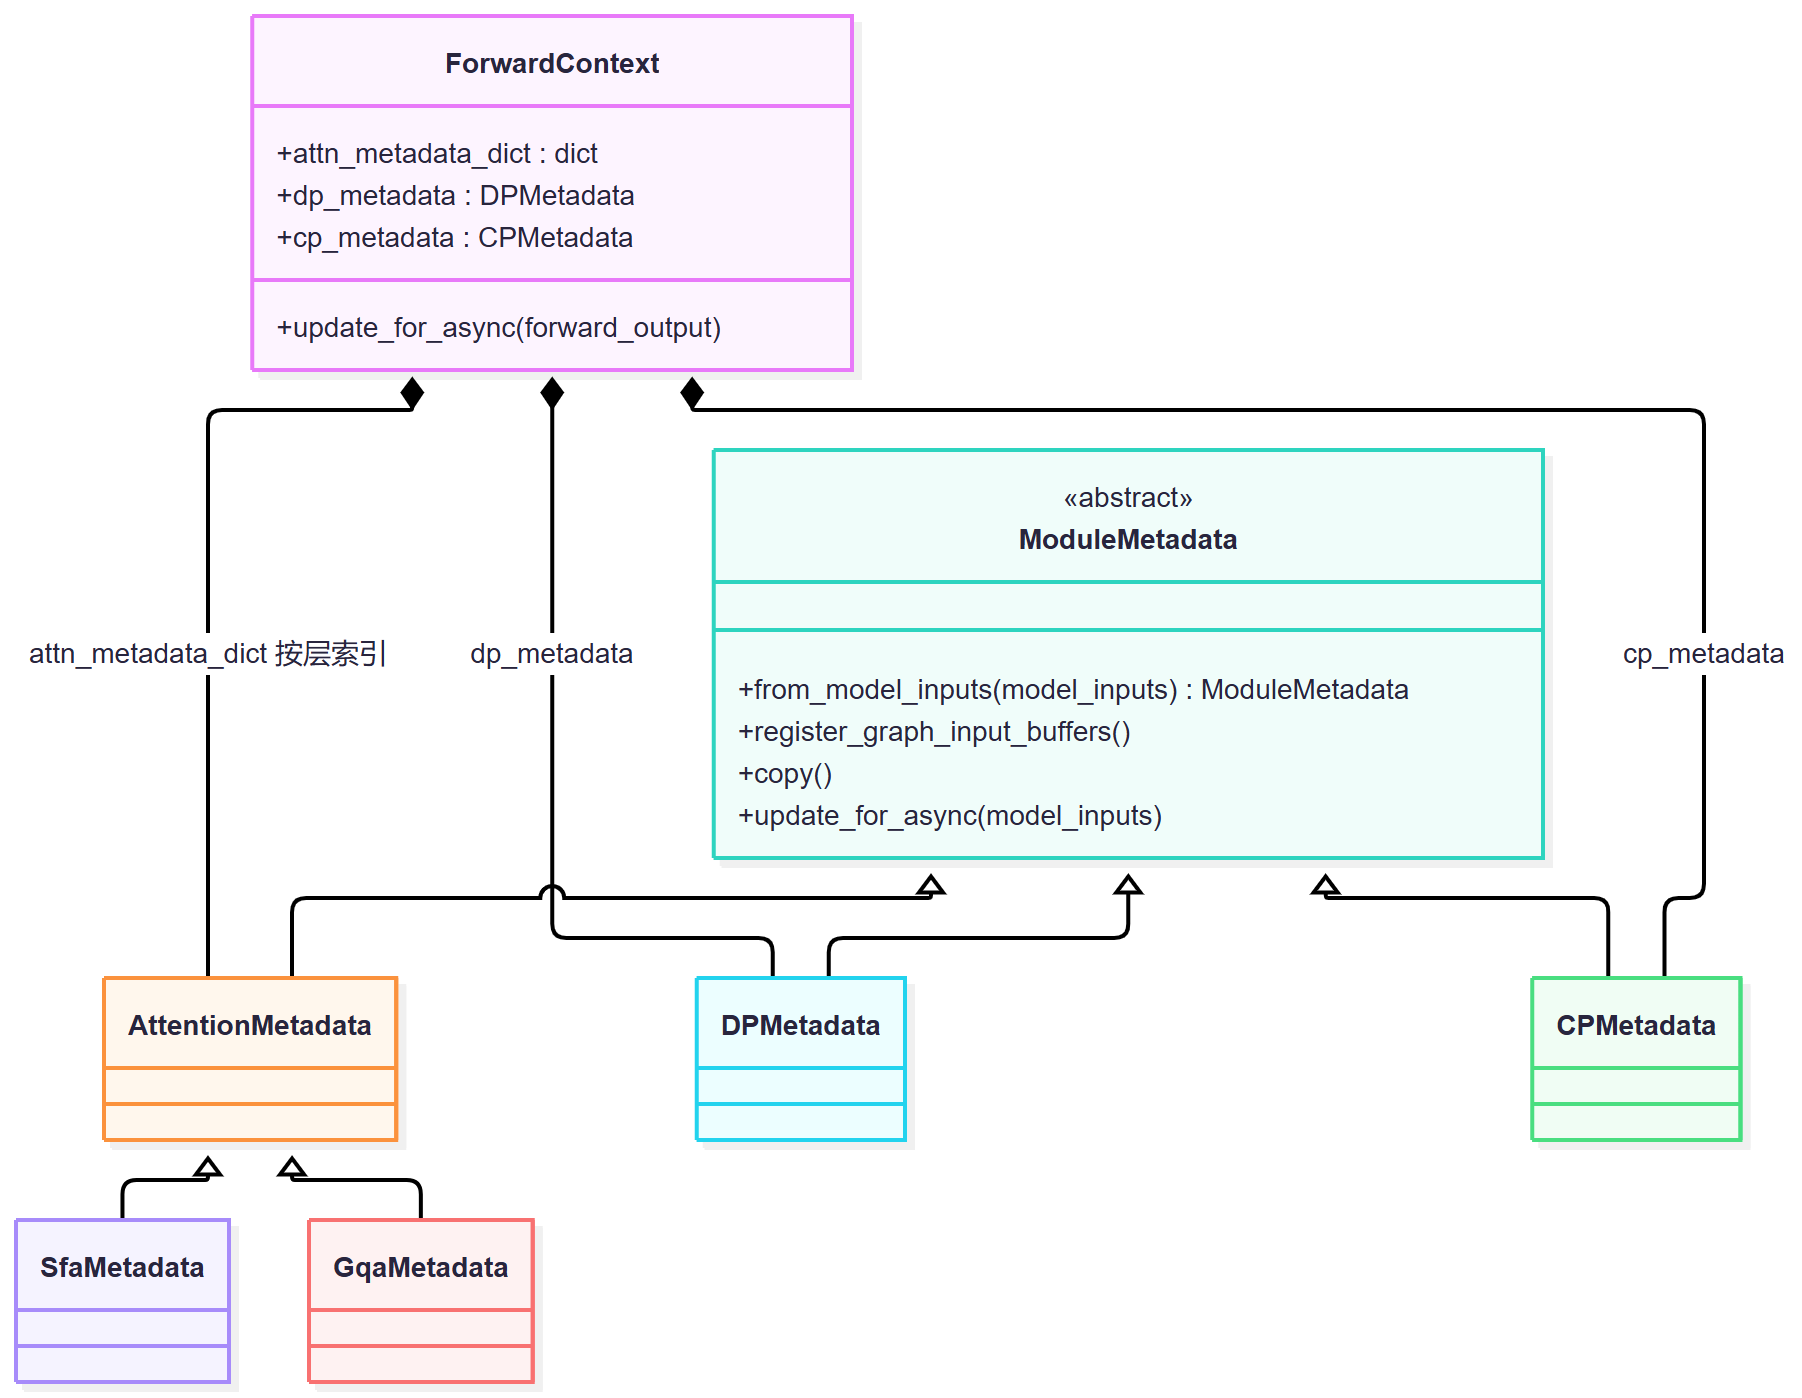 ForwardContext
+attn_metadata_dict : dict
+dp_metadata : DPMetadata
+cp_metadata : CPMetadata
+update_for_async(forward_output)
«abstract»
ModuleMetadata
+from_model_inputs(model_inputs) : ModuleMetadata
+register_graph_input_buffers()
+copy()
+update_for_async(model_inputs)
attn_metadata_dict 按层索引
dp_metadata
cp_metadata
AttentionMetadata
DPMetadata
CPMetadata
SfaMetadata
GqaMetadata